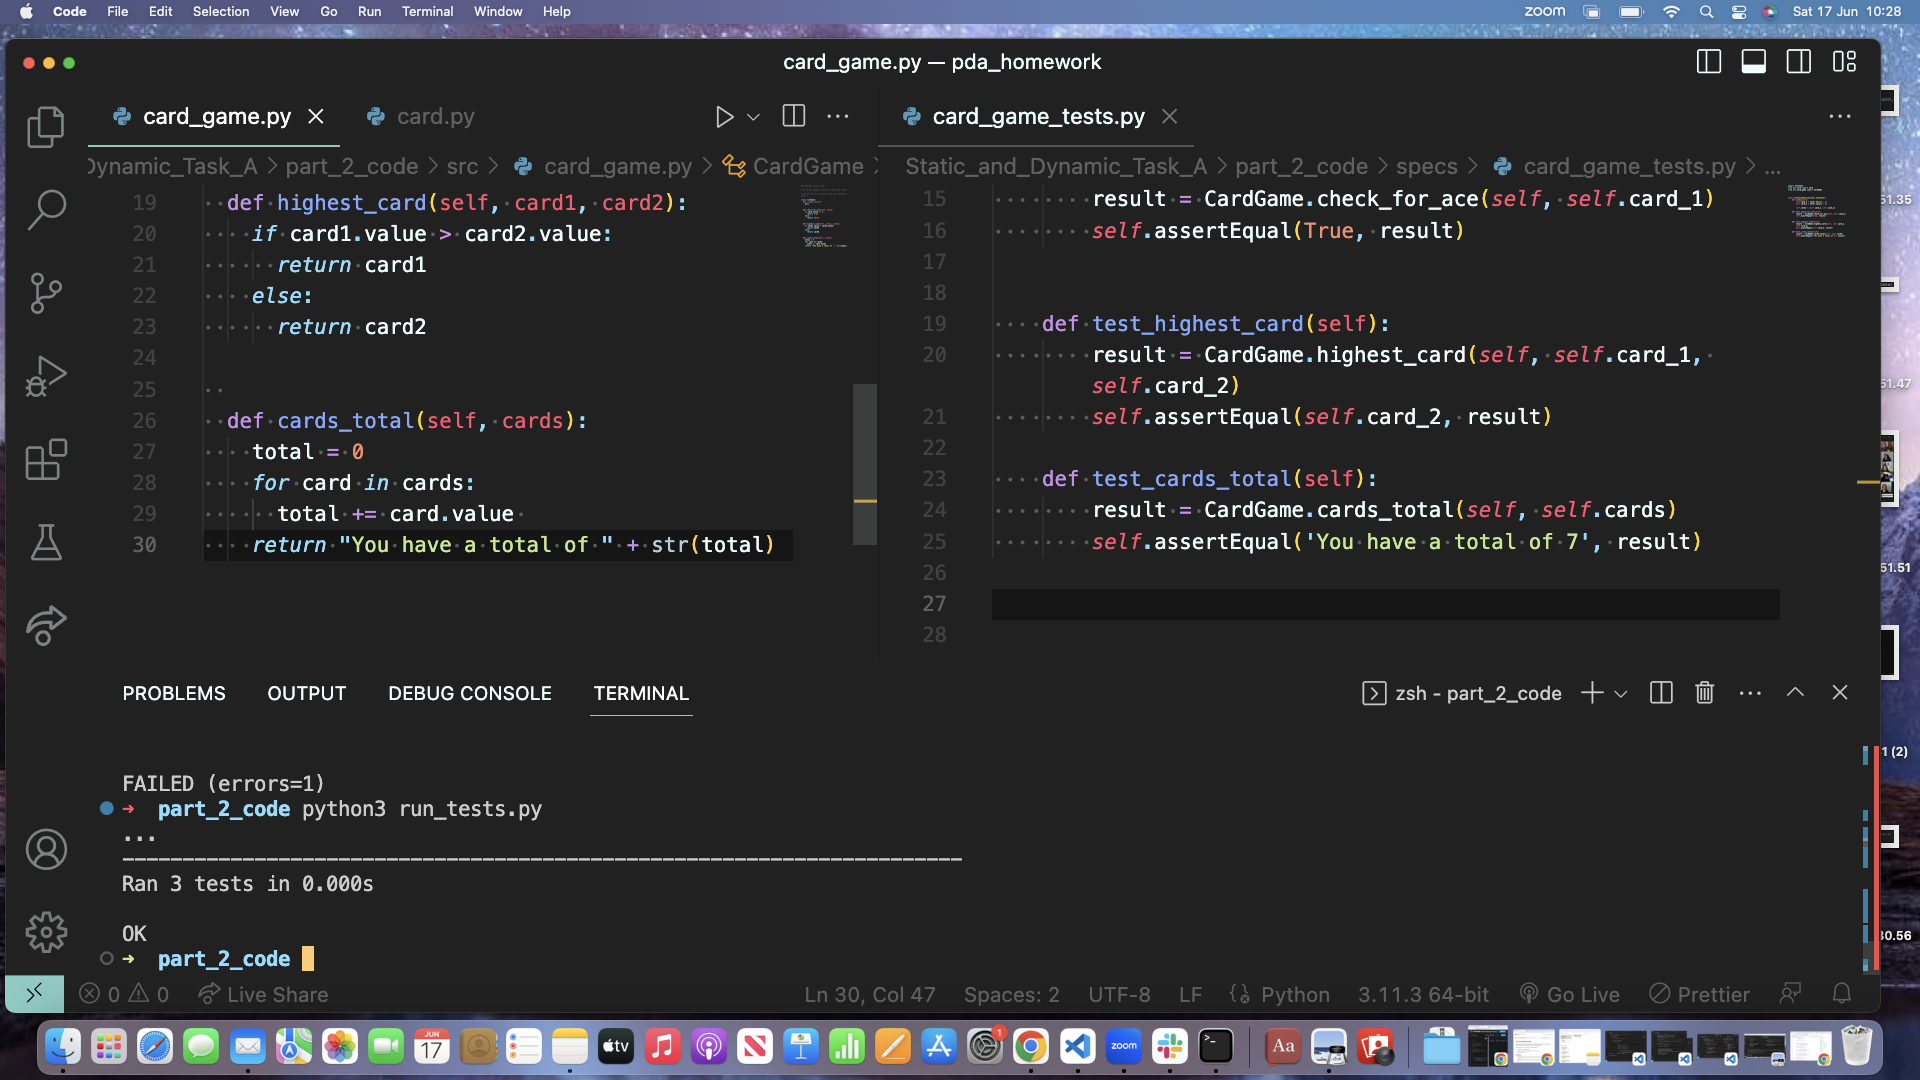 Code File Edit Selection View Go Run Terminal Window Help zoom Sat 17 Jun 10:28
card_game.py — pda_homework
card_game.py card.py
Dynamic_Task_A > part_2_code > src > card_game.py > CardGame >
19 def highest_card(self, card1, card2):
20 if card1.value > card2.value:
21 return card1
22 else:
23 return card2
24
25
26 def cards_total(self, cards):
27 total = 0
28 for card in cards:
29 total += card.value
30 return "You have a total of " + str(total)
card_game_tests.py
Static_and_Dynamic_Task_A > part_2_code > specs > card_game_tests.py > ...
15 result = CardGame.check_for_ace(self, self.card_1)
16 self.assertEqual(True, result)
17
18
19 def test_highest_card(self):
20 result = CardGame.highest_card(self, self.card_1,
self.card_2)
21 self.assertEqual(self.card_2, result)
22
23 def test_cards_total(self):
24 result = CardGame.cards_total(self, self.cards)
25 self.assertEqual('You have a total of 7', result)
26
27
28
PROBLEMS OUTPUT DEBUG CONSOLE TERMINAL zsh - part_2_code
FAILED (errors=1)
➜ part_2_code python3 run_tests.py
...
----------------------------------------------------------------------
Ran 3 tests in 0.000s
OK
➜ part_2_code
0 0 Live Share Ln 30, Col 47 Spaces: 2 UTF-8 LF Python 3.11.3 64-bit Go Live Prettier
51.35
51.47
51.51
1 (2)
30.56
JUN
17
tv
1
zoom
Aa